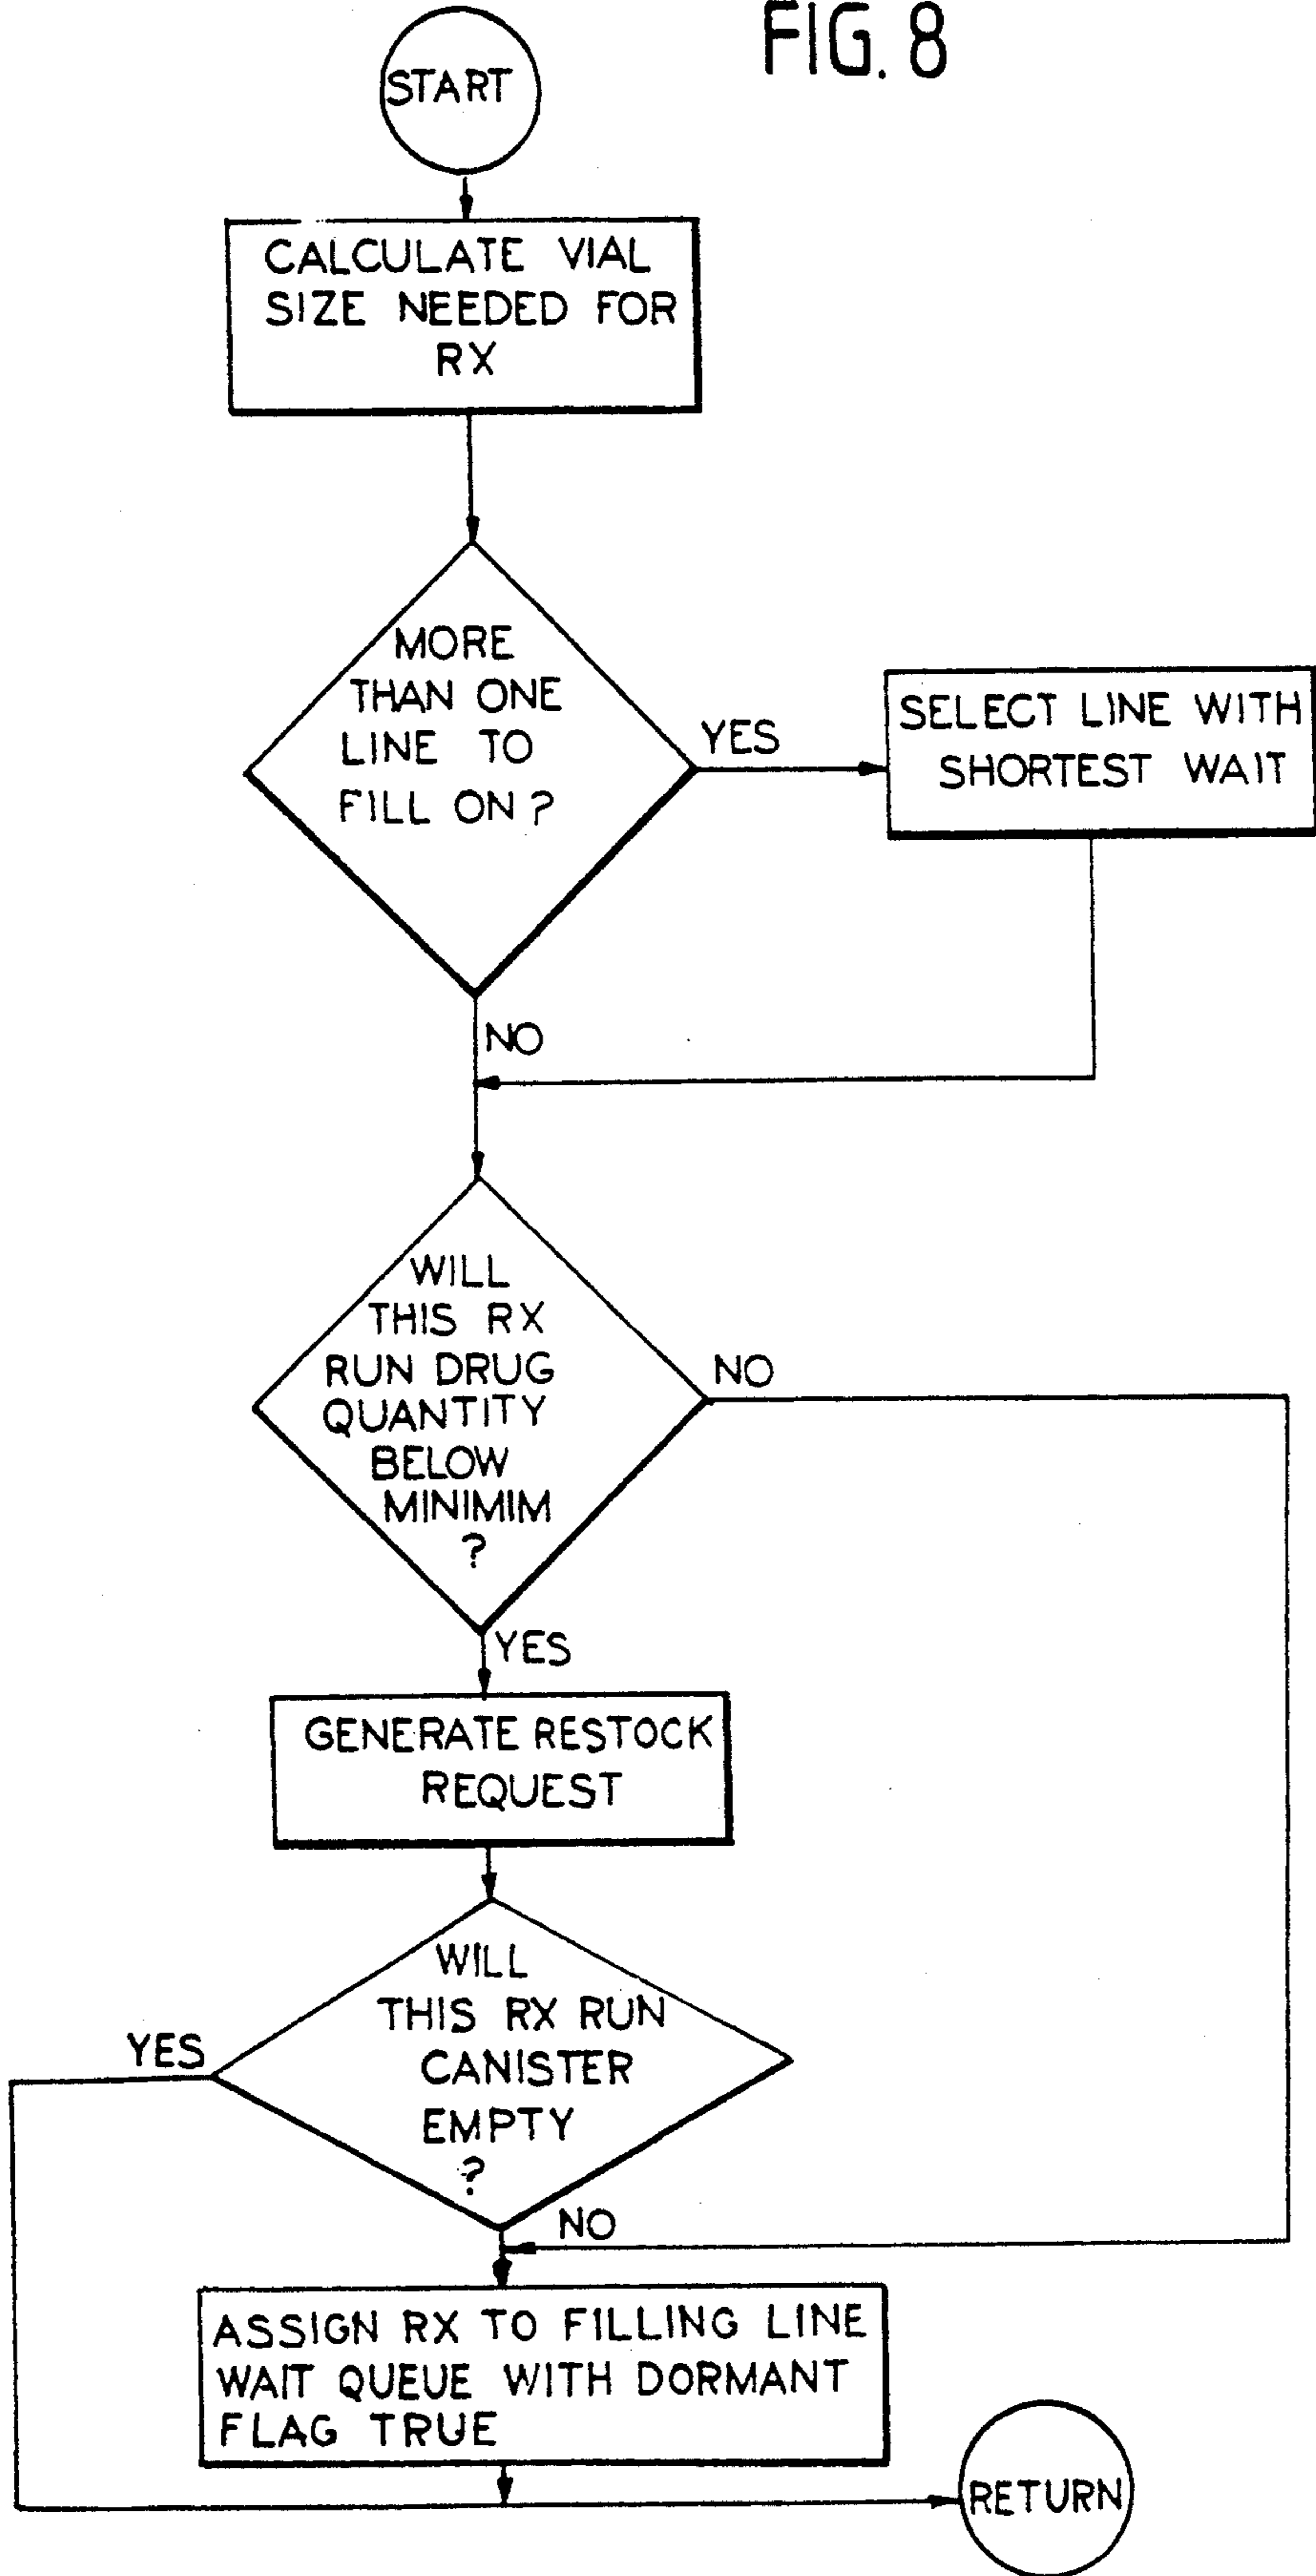 FIG. 8
START
CALCULATE VIAL
SIZE NEEDED FOR
RX
MORE
THAN ONE
LINE TO
FILL ON?
YES
SELECT LINE WITH
SHORTEST WAIT
NO
WILL
THIS RX
RUN DRUG
QUANTITY
BELOW
MINIMIM
?
NO
YES
GENERATE RESTOCK
REQUEST
WILL
THIS RX RUN
CANISTER
EMPTY
?
YES
NO
ASSIGN RX TO FILLING LINE
WAIT QUEUE WITH DORMANT
FLAG TRUE
RETURN